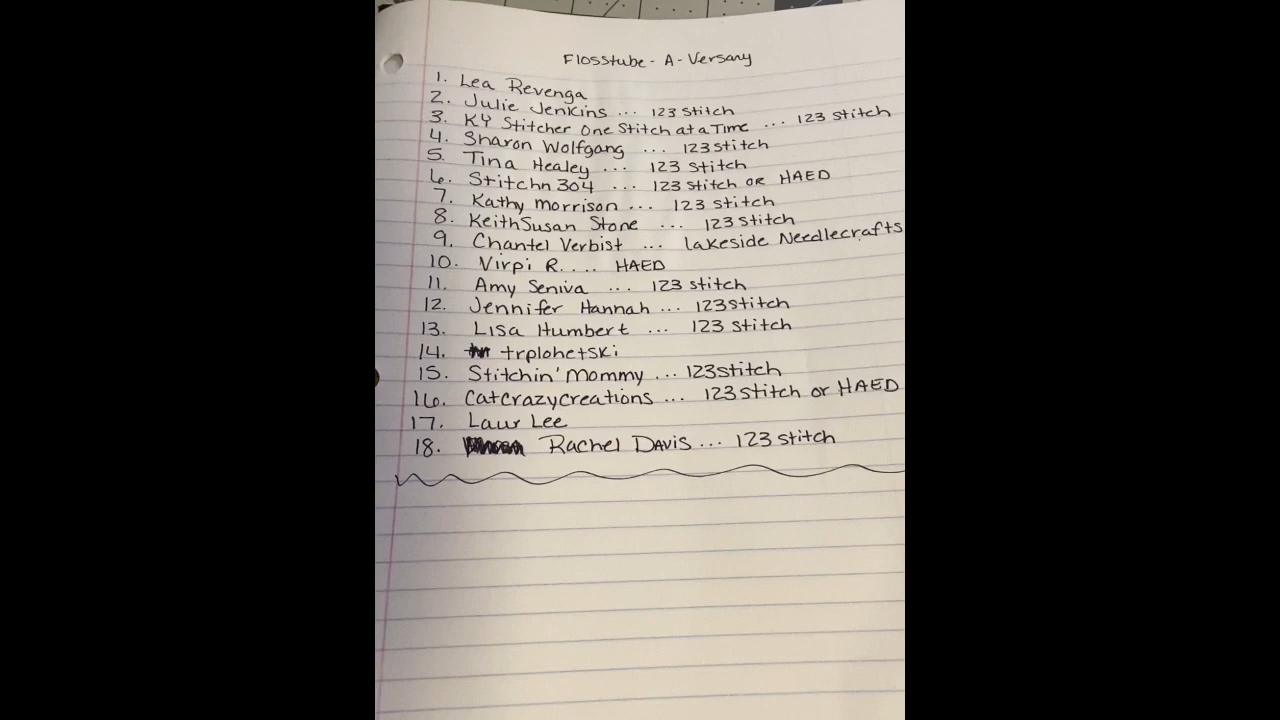 Flosstube - A - Versary
1. Lea Revenga
2. Julie Jenkins ... 123 Stitch
3. KY Stitcher One Stitch at a Time ... 123 Stitch
4. Sharon Wolfgang ... 123 Stitch
5. Tina Healey ... 123 Stitch
6. Stitchn 304 ... 123 Stitch OR HAED
7. Kathy Morrison ... 123 Stitch
8. KeithSusan Stone ... 123 Stitch
9. Chantel Verbist ... Lakeside Needlecrafts
10. Virpi R.... HAED
11. Amy Seniva ... 123 Stitch
12. Jennifer Hannah ... 123 Stitch
13. Lisa Humbert ... 123 Stitch
14. trplohetski
15. Stitchin' Mommy ... 123 Stitch
16. Catcrazycreations ... 123 Stitch or HAED
17. Laur Lee
18. Rachel Davis ... 123 Stitch